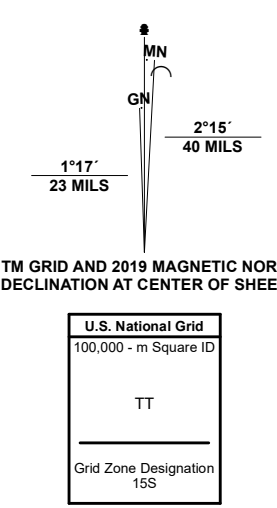 MN
GN
2°15´
40 MILS
1°17´
23 MILS
TM GRID AND 2019 MAGNETIC NOR
DECLINATION AT CENTER OF SHEE
U.S. National Grid
100,000 - m Square ID
TT
Grid Zone Designation
15S